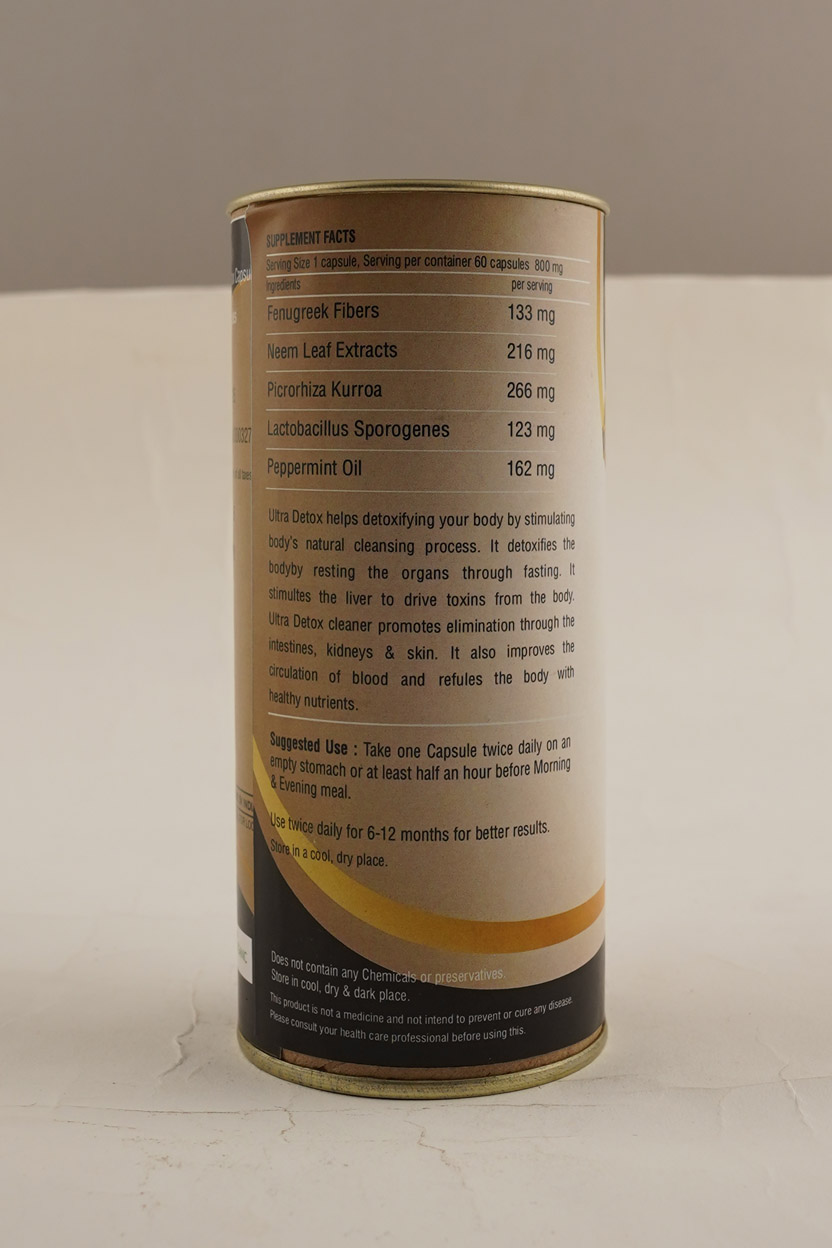 SUPPLEMENT FACTS
Serving Size 1 capsule, Serving per container 60 capsules 800 mg
Ingredients per serving
Fenugreek Fibers 133 mg
Neem Leaf Extracts 216 mg
Picrorhiza Kurroa 266 mg
Lactobacillus Sporogenes 123 mg
Peppermint Oil 162 mg
Ultra Detox helps detoxifying your body by stimulating
body's natural cleansing process. It detoxifies the
bodyby resting the organs through fasting. It
stimultes the liver to drive toxins from the body.
Ultra Detox cleaner promotes elimination through the
intestines, kidneys & skin. It also improves the
circulation of blood and refules the body with
healthy nutrients.
Suggested Use : Take one Capsule twice daily on an
empty stomach or at least half an hour before Morning
& Evening meal.
Use twice daily for 6-12 months for better results.
Store in a cool, dry place.
Does not contain any Chemicals or preservatives.
Store in cool, dry & dark place.
This product is not a medicine and not intend to prevent or cure any disease.
Please consult your health care professional before using this.